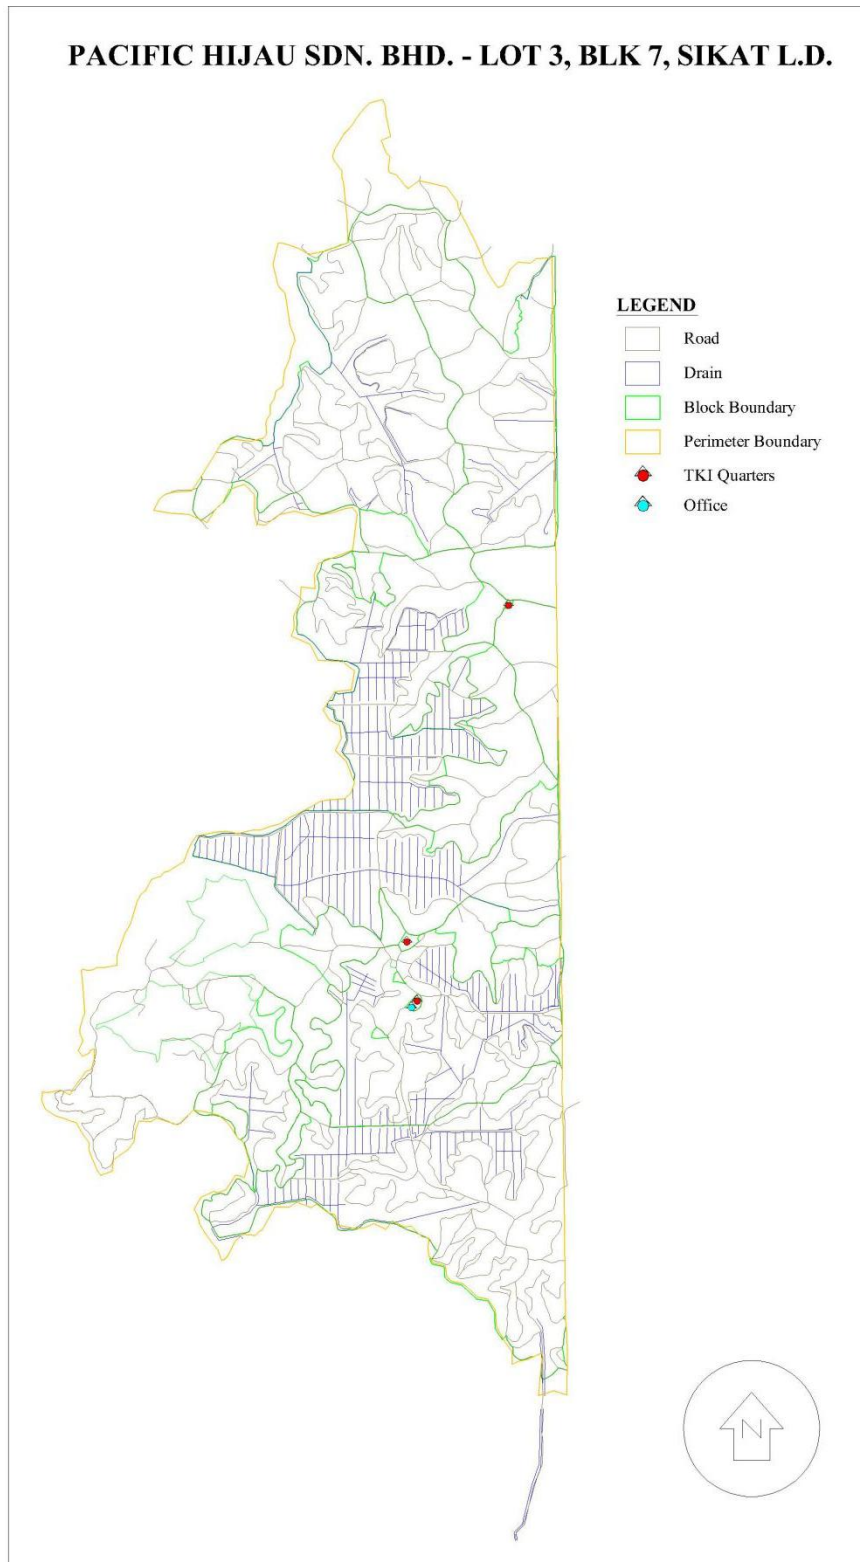 PACIFIC HIJAU SDN. BHD. - LOT 3, BLK 7, SIKAT L.D.
LEGEND
Road
Drain
Block Boundary
Perimeter Boundary
TKI Quarters
Office
N